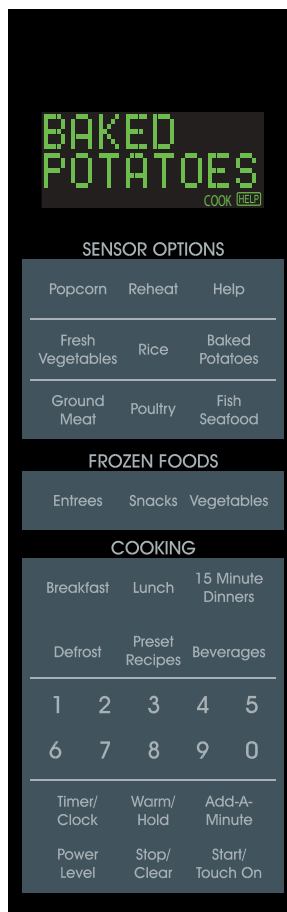 BAKED
POTATOES
COOK HELP
SENSOR OPTIONS
Popcorn Reheat Help
Fresh
Vegetables
Rice
Baked
Potatoes
Ground
Meat
Poultry
Fish
Seafood
FROZEN FOODS
Entrees Snacks Vegetables
COOKING
Breakfast Lunch
15 Minute
Dinners
Defrost
Preset
Recipes
Beverages
1 2 3 4 5
6 7 8 9 0
Timer/
Clock
Warm/
Hold
Add-A-
Minute
Power
Level
Stop/
Clear
Start/
Touch On